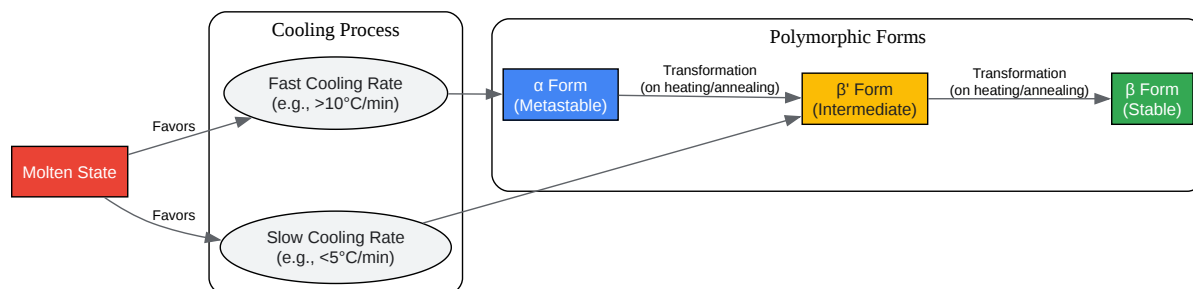 Cooling Process
Polymorphic Forms
Fast Cooling Rate
(e.g., >10°C/min)
α Form
(Metastable)
Transformation
(on heating/annealing)
β' Form
(Intermediate)
Transformation
(on heating/annealing)
β Form
(Stable)
Favors
Molten State
Favors
Slow Cooling Rate
(e.g., <5°C/min)